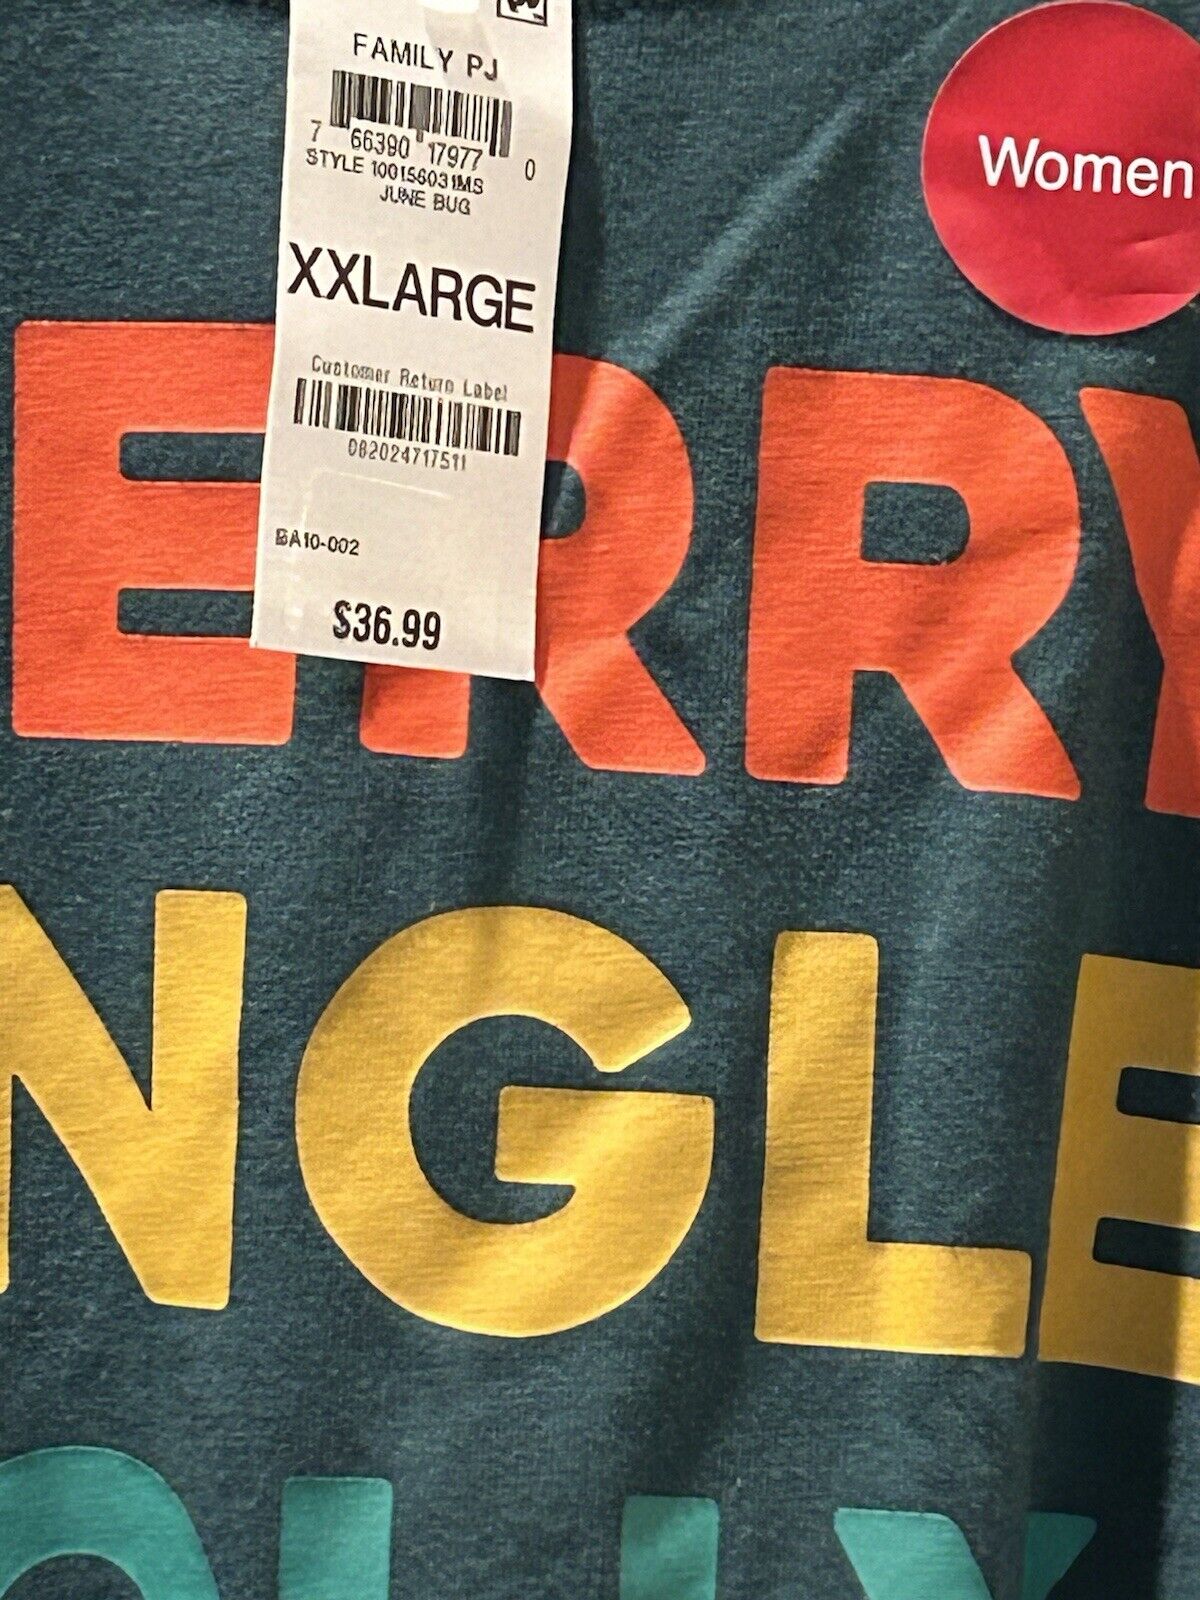 FAMILY PJ
7 66390 17977 0
STYLE 100156031MS
JUNE BUG
XXLARGE
Customer Return Label
082024717511
BA10-002
$36.99
Women
ERRY
NGLE
OLLY